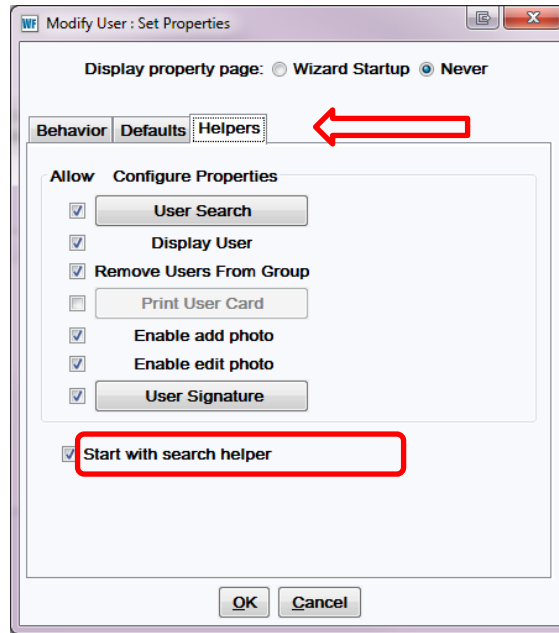 WF Modify User : Set Properties
Display property page: Wizard Startup Never
Behavior Defaults Helpers
Allow Configure Properties
User Search
Display User
Remove Users From Group
Print User Card
Enable add photo
Enable edit photo
User Signature
Start with search helper
OK Cancel